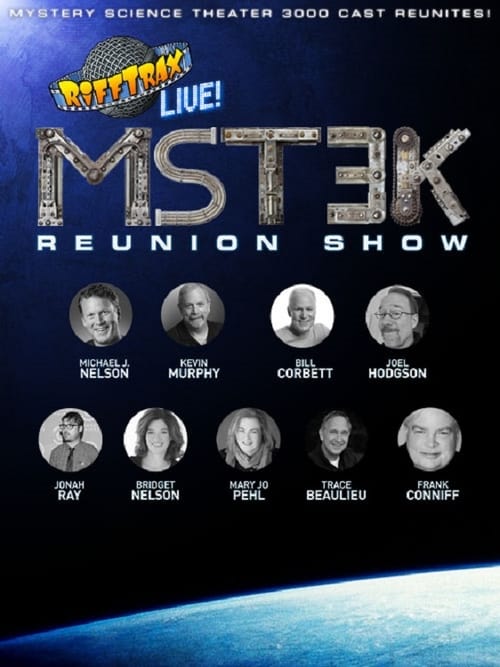 MYSTERY SCIENCE THEATER 3000 CAST REUNITES!
RIFFTRAX
LIVE!
MST3K
REUNION SHOW
MICHAEL J. NELSON
KEVIN MURPHY
BILL CORBETT
JOEL HODGSON
JONAH RAY
BRIDGET NELSON
MARY JO PEHL
TRACE BEAULIEU
FRANK CONNIFF